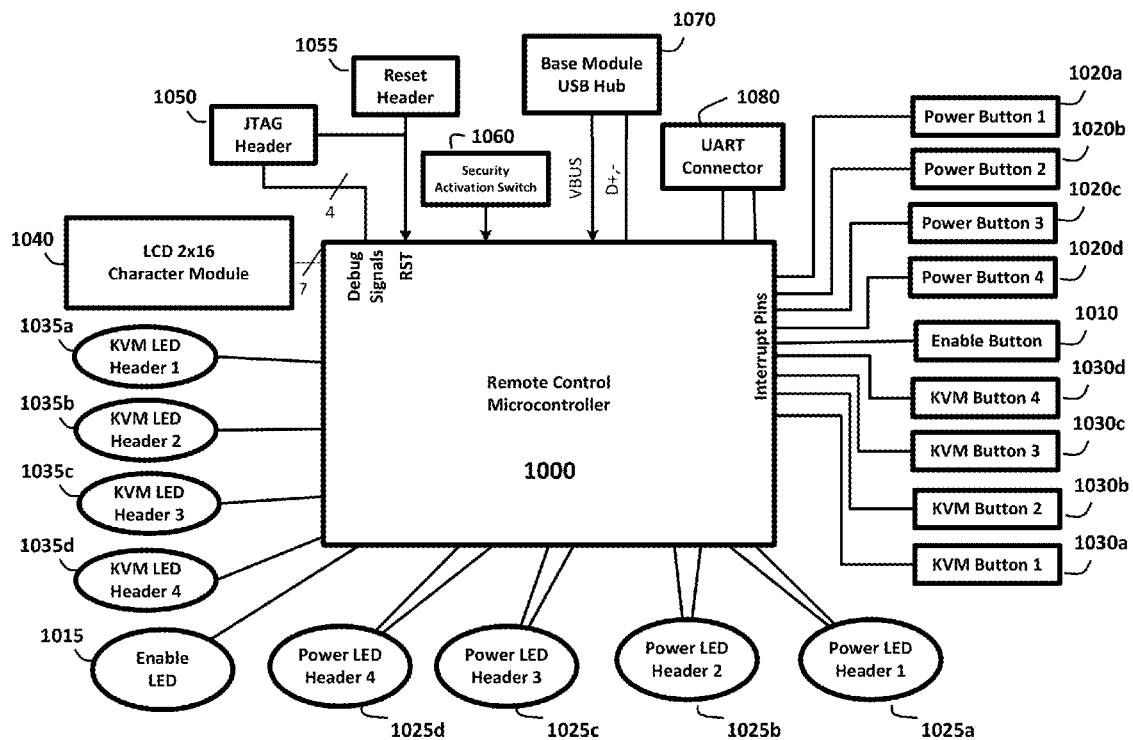 1070
1055
Base Module
USB Hub
1020a
Reset
Header
Power Button 1
1050
1080
1020b
JTAG
Header
1060
UART
Connector
Power Button 2
Security
Activation Switch
VBUS
D+,-
1020c
4
Power Button 3
1040
LCD 2x16
Character Module
7
Debug
Signals
RST
1020d
Power Button 4
1035a
KVM LED
Header 1
Interrupt Pins
1010
Enable Button
1030d
Remote Control
Microcontroller
KVM Button 4
1035b
KVM LED
Header 2
1030c
KVM Button 3
1035c
1000
KVM LED
Header 3
1030b
KVM Button 2
1035d
KVM LED
Header 4
1030a
KVM Button 1
1015
Enable
LED
Power LED
Header 4
Power LED
Header 3
Power LED
Header 2
Power LED
Header 1
1025d
1025c
1025b
1025a